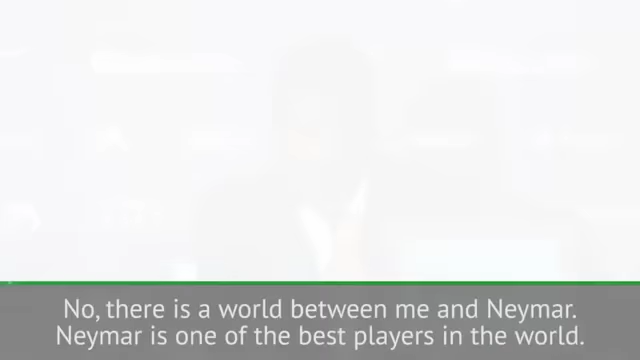 No, there is a world between me and Neymar.
Neymar is one of the best players in the world.